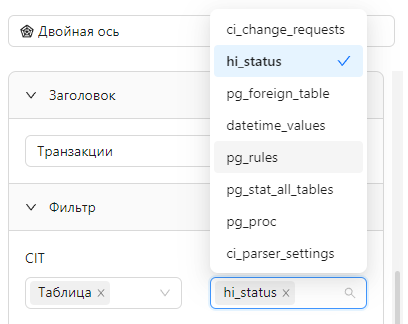 Двойная ось
Заголовок
Транзакции
Фильтр
CIT
Таблица
ci_change_requests
hi_status
pg_foreign_table
datetime_values
pg_rules
pg_stat_all_tables
pg_proc
ci_parser_settings
hi_status